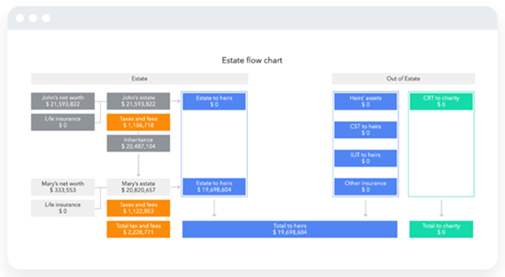 Estate flow chart
Estate
Out of Estate
John's net worth
$ 21,593,822
John's estate
$ 21,593,822
Estate to heirs
$ 0
Heirs' assets
$ 0
CRT to charity
$ 0
Life insurance
$ 0
Taxes and fees
$ 1,106,718
CST to heirs
$ 0
Inheritance
$ 20,487,104
ILIT to heirs
$ 0
Mary's net worth
$ 333,553
Mary's estate
$ 20,820,657
Estate to heirs
$ 19,698,604
Other insurance
$ 0
Life insurance
$ 0
Taxes and fees
$ 1,122,053
Total tax and fees
$ 2,228,771
Total to heirs
$ 19,698,604
Total to charity
$ 0